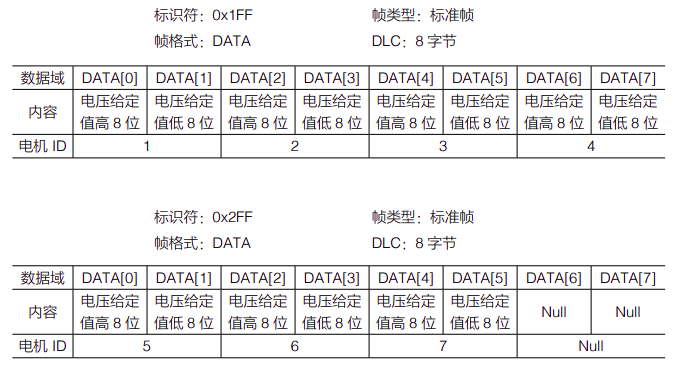 标识符：0x1FF 帧类型：标准帧
帧格式：DATA DLC：8 字节
数据域 DATA[0] DATA[1] DATA[2] DATA[3] DATA[4] DATA[5] DATA[6] DATA[7]
内容 电压给定值高 8 位 电压给定值低 8 位 电压给定值高 8 位 电压给定值低 8 位 电压给定值高 8 位 电压给定值低 8 位 电压给定值高 8 位 电压给定值低 8 位
电机 ID 1 2 3 4
标识符：0x2FF 帧类型：标准帧
帧格式：DATA DLC：8 字节
数据域 DATA[0] DATA[1] DATA[2] DATA[3] DATA[4] DATA[5] DATA[6] DATA[7]
内容 电压给定值高 8 位 电压给定值低 8 位 电压给定值高 8 位 电压给定值低 8 位 电压给定值高 8 位 电压给定值低 8 位 Null Null
电机 ID 5 6 7 Null